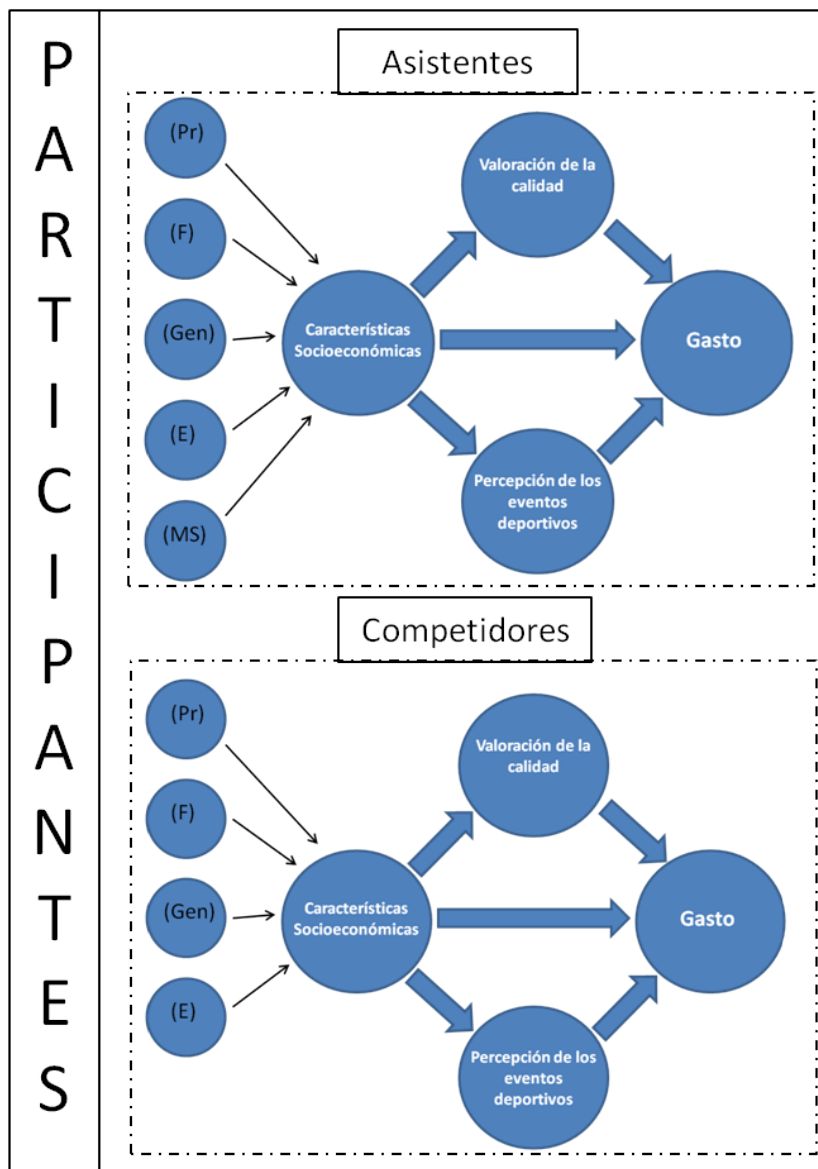 PARTICIPANTES
Asistentes
(Pr)
(F)
(Gen)
(E)
(MS)
Características
Socioeconómicas
Valoración de la
calidad
Percepción de los
eventos
deportivos
Gasto
Competidores
(Pr)
(F)
(Gen)
(E)
Características
Socioeconómicas
Valoración de la
calidad
Percepción de los
eventos
deportivos
Gasto